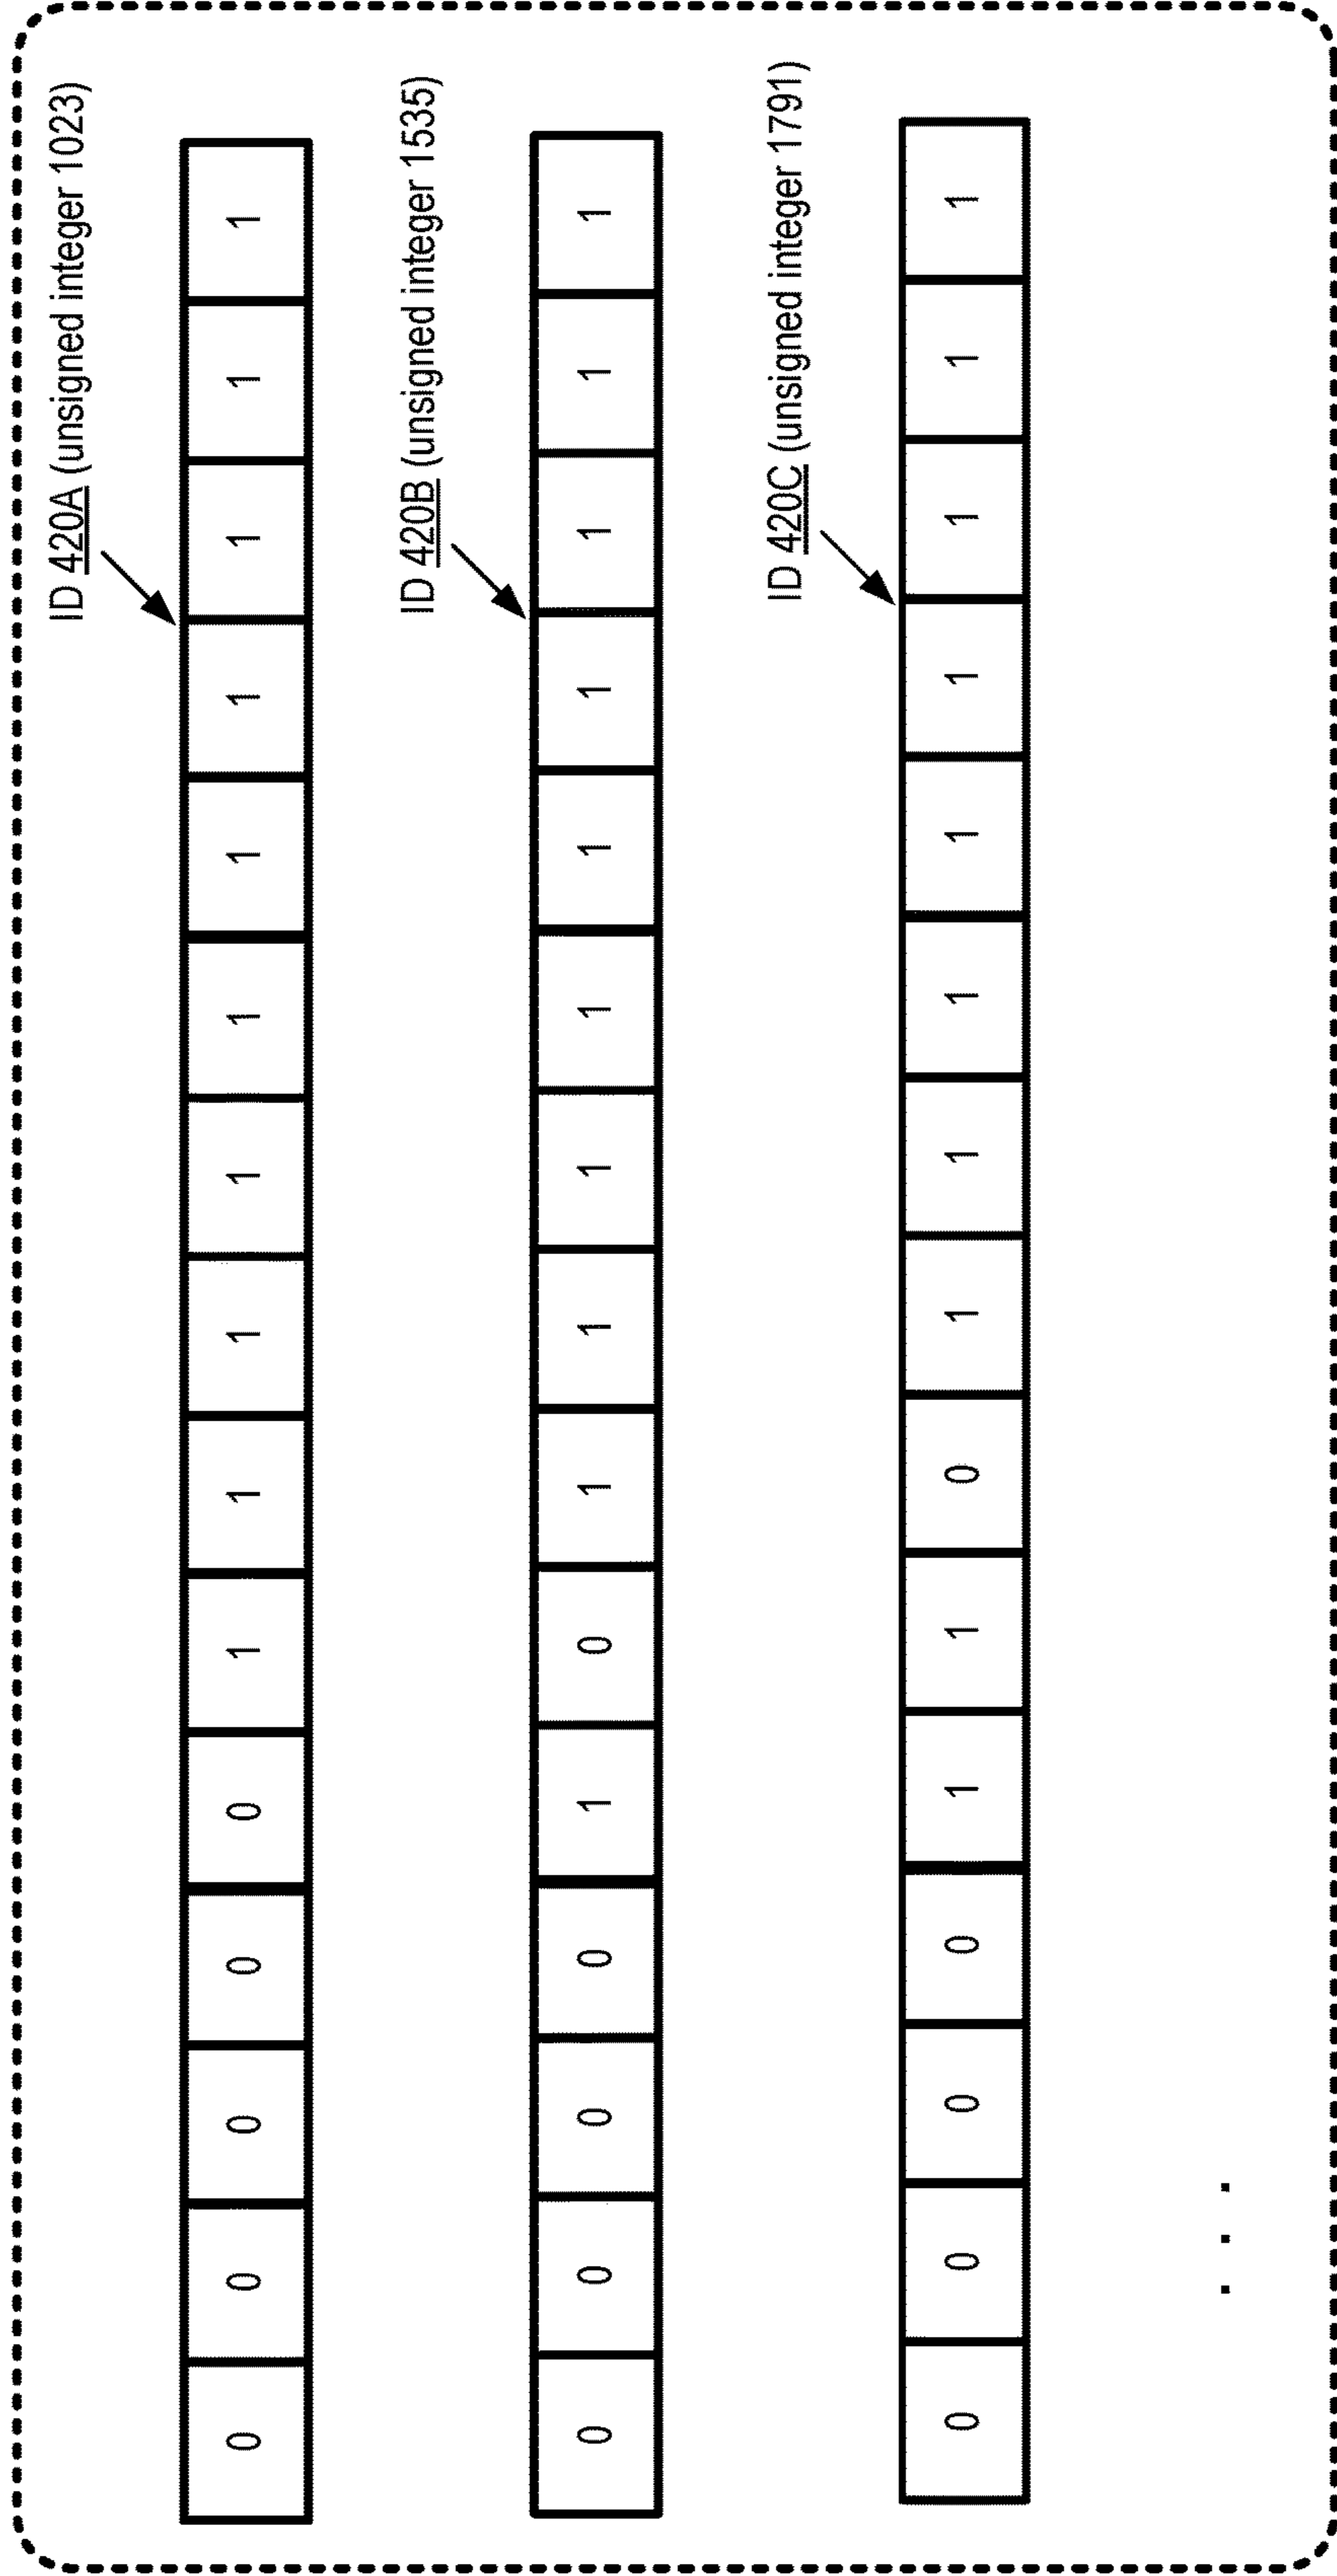 ID 420A (unsigned integer 1023)
0 0 0 0 0 1 1 1 1 1 1 1 1 1 1
ID 420B (unsigned integer 1535)
0 0 0 0 1 0 1 1 1 1 1 1 1 1 1
ID 420C (unsigned integer 1791)
0 0 0 0 1 1 0 1 1 1 1 1 1 1 1
. . .